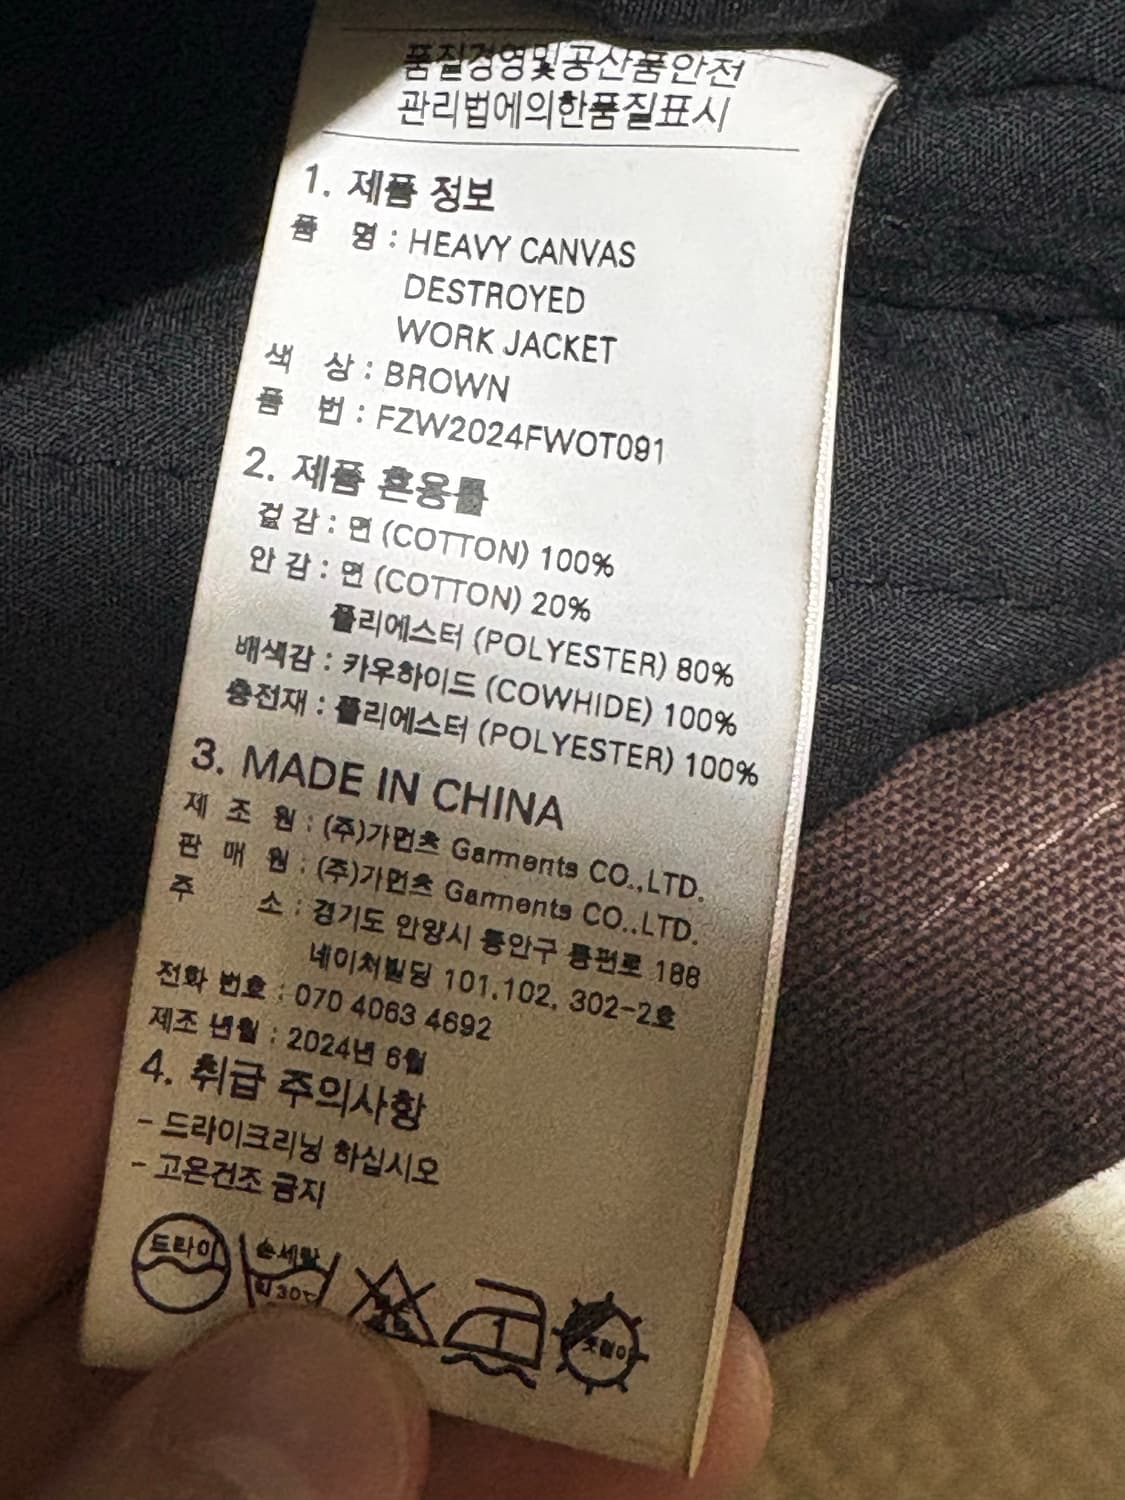 품질경영및공산품안전
관리법에의한품질표시
1. 제품 정보
품 명 : HEAVY CANVAS
DESTROYED
WORK JACKET
색 상 : BROWN
품 번 : FZW2024FWOT091
2. 제품 혼용률
겉감 : 면 (COTTON) 100%
안감 : 면 (COTTON) 20%
폴리에스터 (POLYESTER) 80%
배색감 : 카우하이드 (COWHIDE) 100%
충전재 : 폴리에스터 (POLYESTER) 100%
3. MADE IN CHINA
제 조 원 : (주)가먼츠 Garments CO.,LTD.
판 매 원 : (주)가먼츠 Garments CO.,LTD.
주 소 : 경기도 안양시 동안구 동편로 188
네이처빌딩 101,102, 302-2호
전화 번호 : 070 4063 4692
제조 년월 : 2024년 6월
4. 취급 주의사항
- 드라이크리닝 하십시오
- 고온건조 금지
드라이 손세탁
30℃ 1